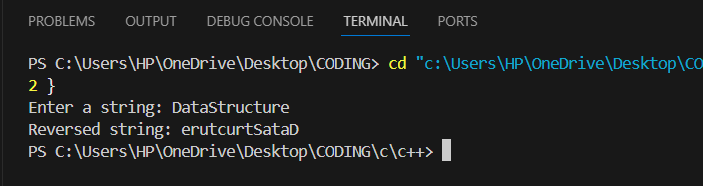 PROBLEMS OUTPUT DEBUG CONSOLE TERMINAL PORTS
PS C:\Users\HP\OneDrive\Desktop\CODING> cd "c:\Users\HP\OneDrive\Desktop\CO
2 }
Enter a string: DataStructure
Reversed string: erutcurtSataD
PS C:\Users\HP\OneDrive\Desktop\CODING\c\c++>